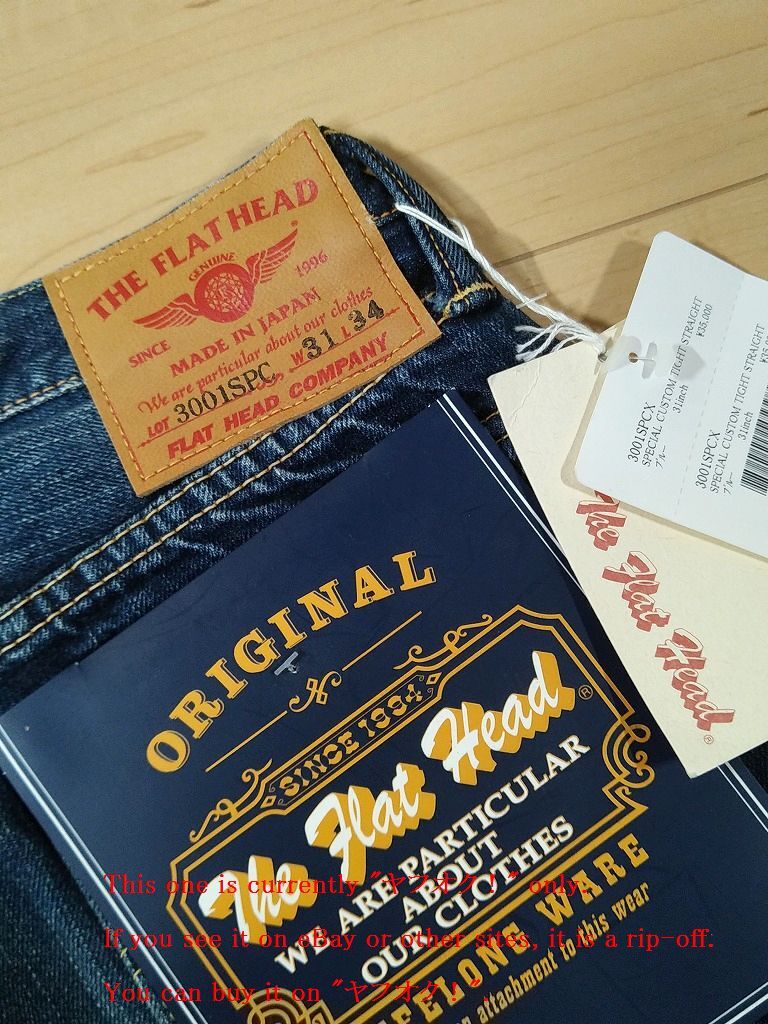 THE FLAT HEAD
GENUINE
SINCE 1996
MADE IN JAPAN
We are particular about our clothes
LOT 3001SPC W31 L34
FLAT HEAD COMPANY
3001SPCX
SPECIAL CUSTOM TIGHT STRAIGHT
31inch ¥35,000
ブルー
3001SPCX
SPECIAL CUSTOM TIGHT STRAIGHT
31inch
ブルー
The Flat Head®
ORIGINAL
SINCE 1994
The Flat Head®
WE ARE PARTICULAR
ABOUT
OUR CLOTHES
WARE
attachment to this wear
This one is currently "ヤフオク！" only.
If you see it on eBay or other sites, it is a rip-off.
You can buy it on "ヤフオク！".